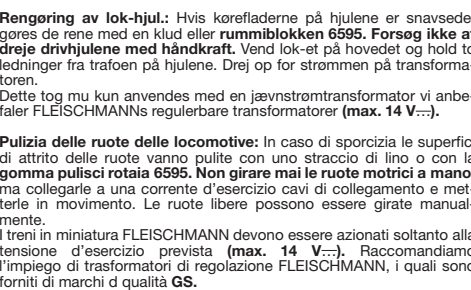 Rengøring av lok-hjul.: Hvis kørefladerne på hjulene er snavsede
gøres de rene med en klud eller rummiblokken 6595. Forsøg ikke at
dreje drivhjulene med håndkraft. Vend lok-et på hovedet og hold to
ledninger fra trafoen på hjulene. Drej op for strømmen på transforma-
toren.
Dette tog mu kun anvendes med en jævnstrømtransformator vi anbe-
faler FLEISCHMANNs regulerbare transformatorer (max. 14 V⎓).
Pulizia delle ruote delle locomotive: In caso di sporcizia le superfic
di attrito delle ruote vanno pulite con uno straccio di lino o con la
gomma pulisci rotaia 6595. Non girare mai le ruote motrici a mano
ma collegarle a una corrente d'esercizio cavi di collegamento e met-
terle in movimento. Le ruote libere possono essere girate manual-
mente.
I treni in miniatura FLEISCHMANN devono essere azionati soltanto alla
tensione d'esercizio prevista (max. 14 V⎓). Raccomandiamo
l'impiego di trasformatori di regolazione FLEISCHMANN, i quali sono
forniti di marchi d qualità GS.